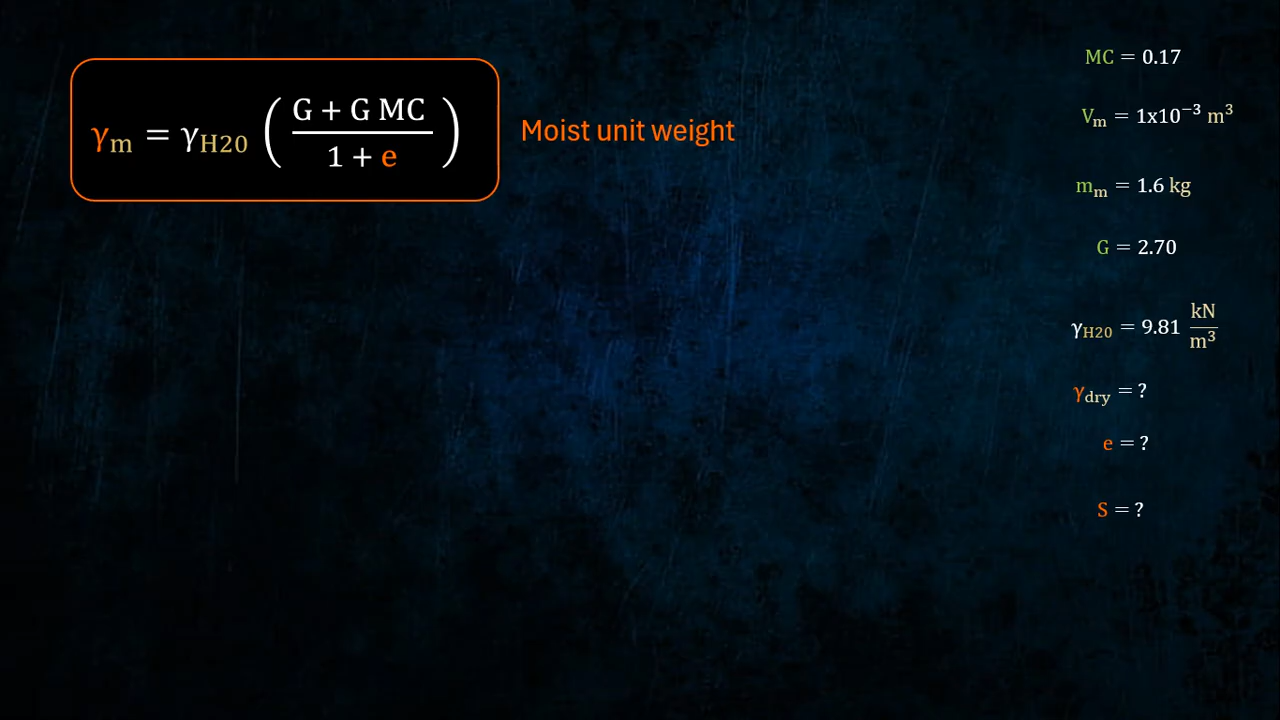 γm = γH20 ( (G + G MC) / (1 + e) )
Moist unit weight
MC = 0.17
Vm = 1x10⁻³ m³
mm = 1.6 kg
G = 2.70
γH20 = 9.81 kN/m³
γdry = ?
e = ?
S = ?